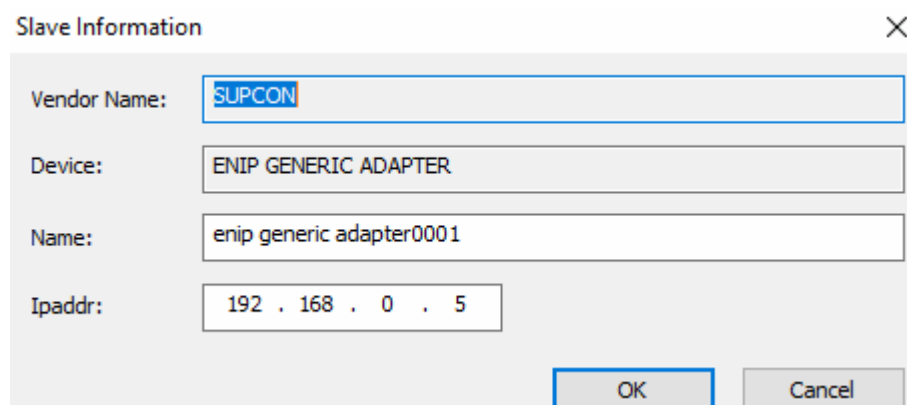 Slave Information
Vendor Name: SUPCON
Device: ENIP GENERIC ADAPTER
Name: enip generic adapter0001
Ipaddr: 192 . 168 . 0 . 5
OK Cancel